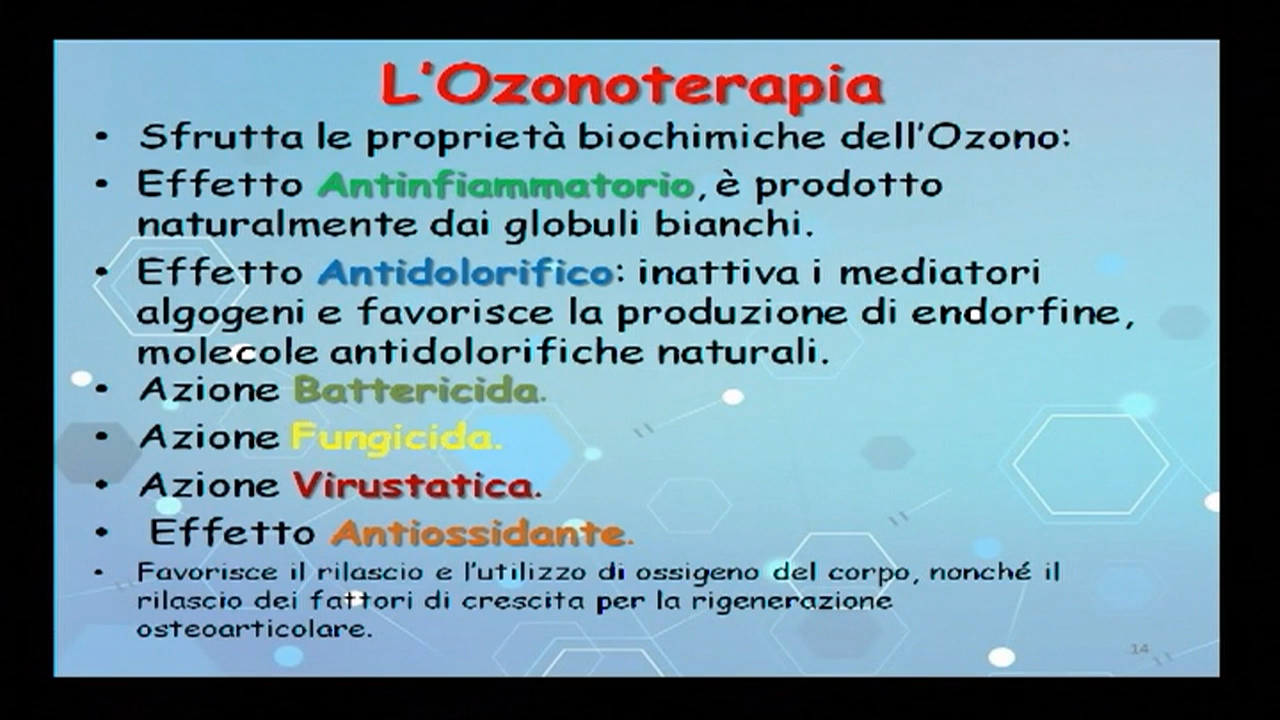 L'Ozonoterapia
• Sfrutta le proprietà biochimiche dell'Ozono:
• Effetto Antinfiammatorio, è prodotto
naturalmente dai globuli bianchi.
• Effetto Antidolorifico: inattiva i mediatori
algogeni e favorisce la produzione di endorfine,
molecole antidolorifiche naturali.
• Azione Battericida.
• Azione Fungicida.
• Azione Virustatica.
• Effetto Antiossidante.
• Favorisce il rilascio e l'utilizzo di ossigeno del corpo, nonché il
rilascio dei fattori di crescita per la rigenerazione
osteoarticolare.
14